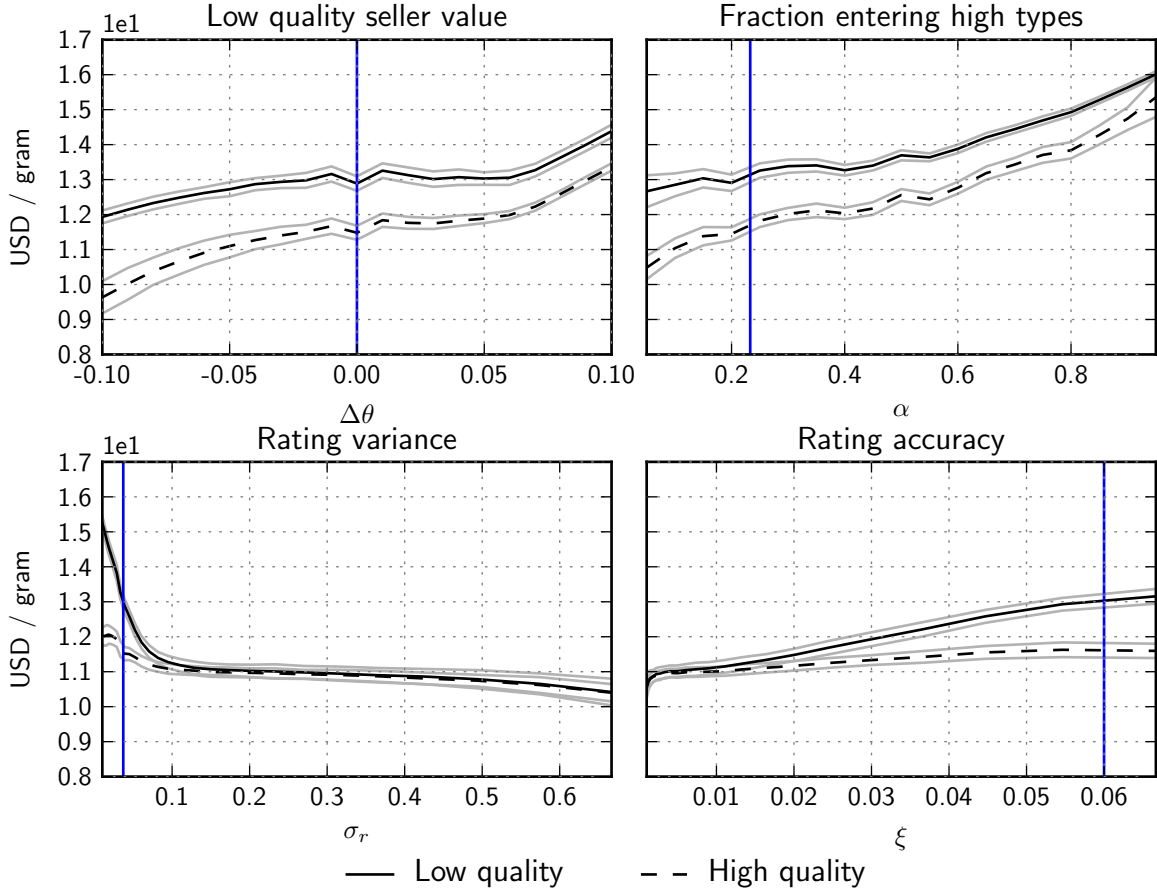 Low quality seller value
Fraction entering high types
1e1
1.7
1.6
1.5
1.4
1.3
1.2
1.1
1.0
0.9
0.8
USD / gram
-0.10 -0.05 0.00 0.05 0.10
0.2 0.4 0.6 0.8
Δθ
α
Rating variance
Rating accuracy
1e1
1.7
1.6
1.5
1.4
1.3
1.2
1.1
1.0
0.9
0.8
USD / gram
0.1 0.2 0.3 0.4 0.5 0.6
0.01 0.02 0.03 0.04 0.05 0.06
σr
ξ
Low quality High quality